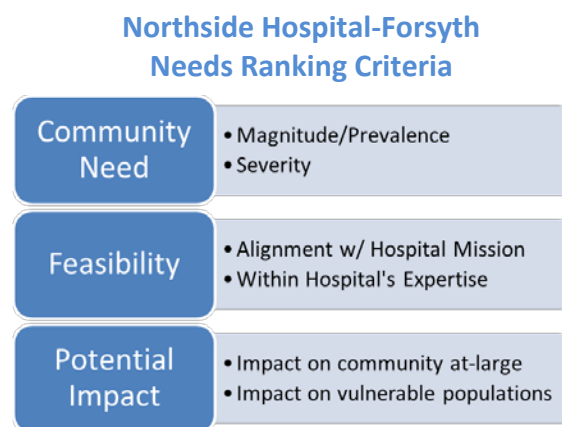 Northside Hospital-Forsyth
Needs Ranking Criteria
Community
Need
• Magnitude/Prevalence
• Severity
Feasibility
• Alignment w/ Hospital Mission
• Within Hospital's Expertise
Potential
Impact
• Impact on community at-large
• Impact on vulnerable populations